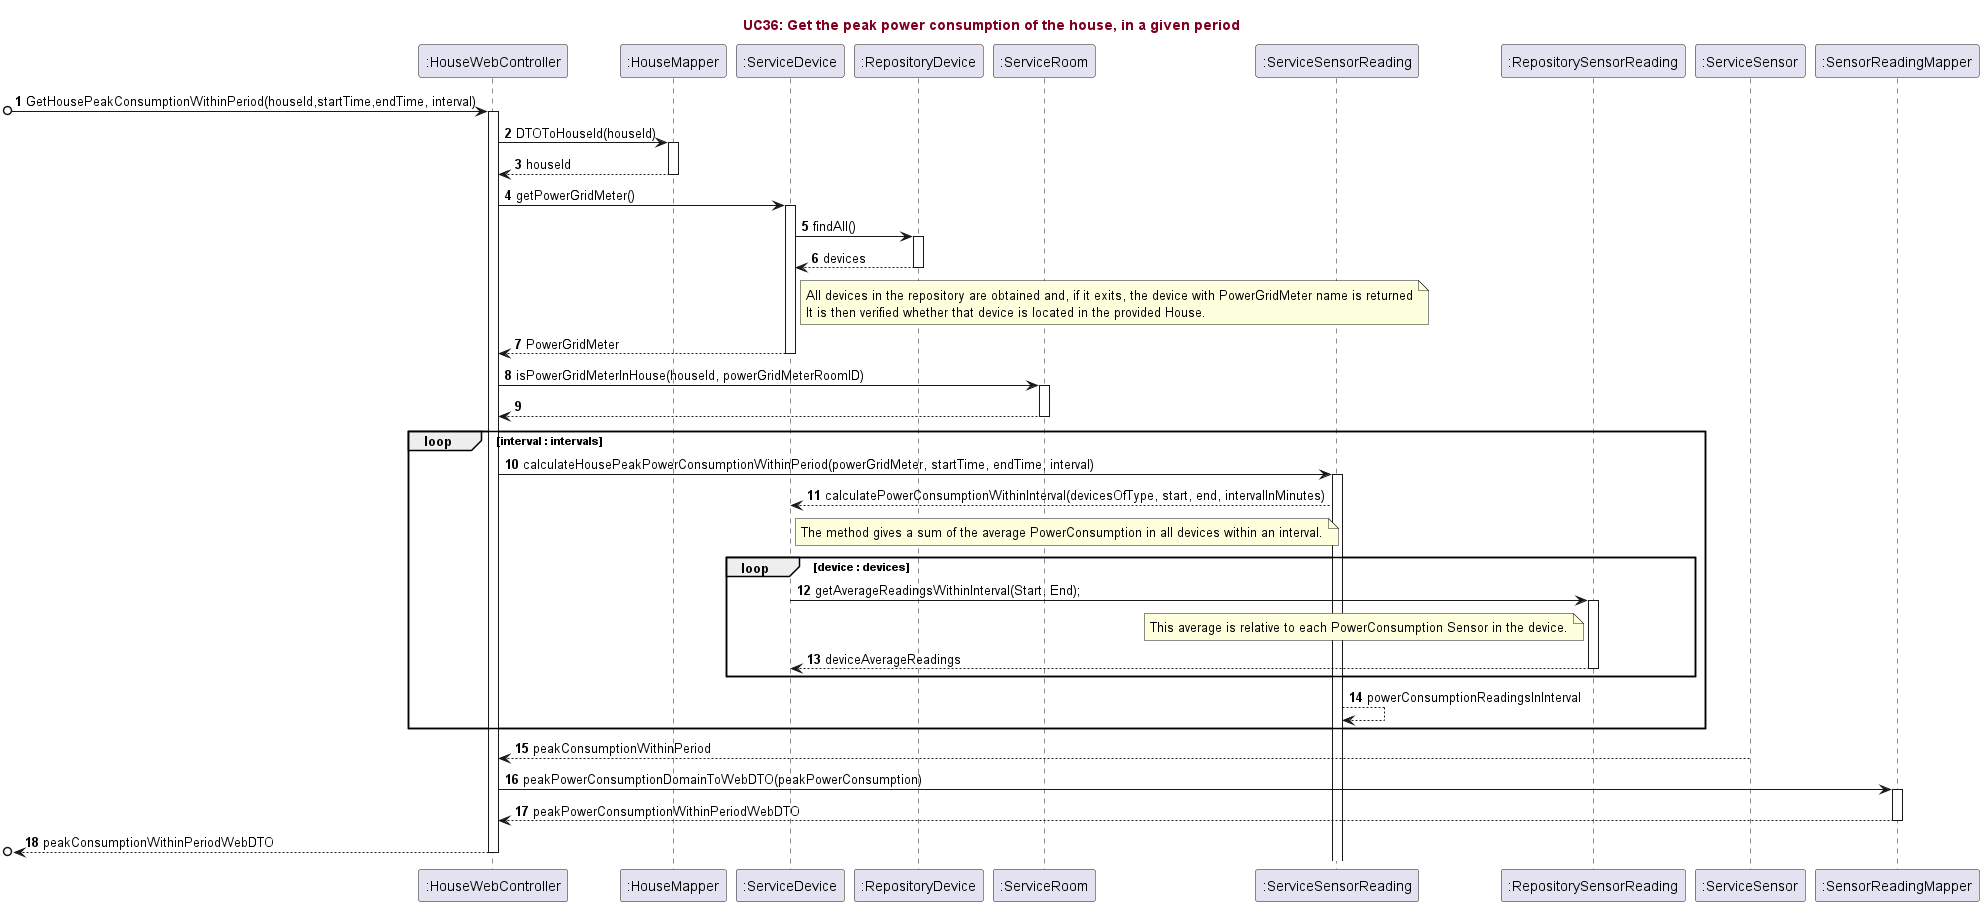 UC36: Get the peak power consumption of the house, in a given period
:HouseWebController
:HouseMapper
:ServiceDevice
:RepositoryDevice
:ServiceRoom
:ServiceSensorReading
:RepositorySensorReading
:ServiceSensor
:SensorReadingMapper
1 GetHousePeakConsumptionWithinPeriod(houseId,startTime,endTime, interval)
2 DTOToHouseId(houseId)
3 houseId
4 getPowerGridMeter()
5 findAll()
6 devices
All devices in the repository are obtained and, if it exits, the device with PowerGridMeter name is returned
It is then verified whether that device is located in the provided House.
7 PowerGridMeter
8 isPowerGridMeterInHouse(houseId, powerGridMeterRoomID)
9
loop [interval : intervals]
10 calculateHousePeakPowerConsumptionWithinPeriod(powerGridMeter, startTime, endTime, interval)
11 calculatePowerConsumptionWithinInterval(devicesOfType, start, end, intervalInMinutes)
The method gives a sum of the average PowerConsumption in all devices within an interval.
loop [device : devices]
12 getAverageReadingsWithinInterval(Start, End);
This average is relative to each PowerConsumption Sensor in the device.
13 deviceAverageReadings
14 powerConsumptionReadingsInInterval
15 peakConsumptionWithinPeriod
16 peakPowerConsumptionDomainToWebDTO(peakPowerConsumption)
17 peakPowerConsumptionWithinPeriodWebDTO
18 peakConsumptionWithinPeriodWebDTO
:HouseWebController
:HouseMapper
:ServiceDevice
:RepositoryDevice
:ServiceRoom
:ServiceSensorReading
:RepositorySensorReading
:ServiceSensor
:SensorReadingMapper